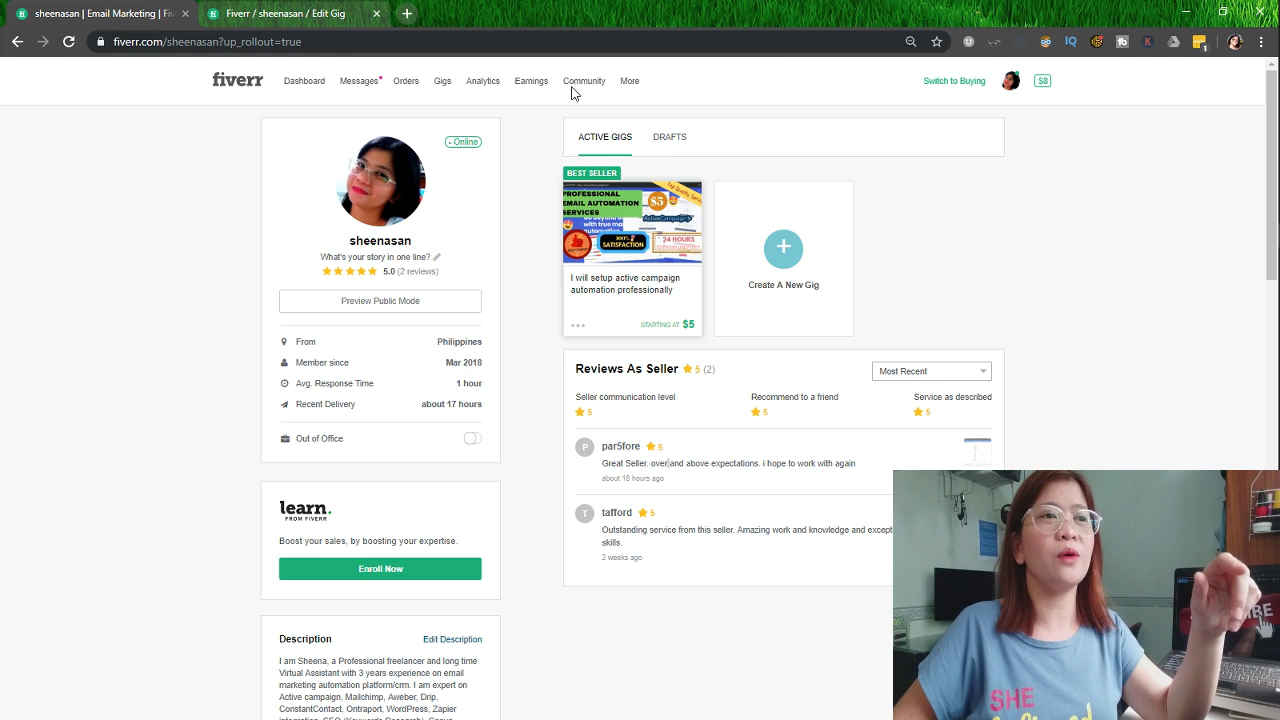 sheenasan | Marketing | Fiv
Fiverr / Edit Gig
fiverr.com/sheenasan?up_rollout=true
fiverr
Dashboard Messages Orders Gigs Analytics Earnings Community More
Switch to Buying
$8
Online
sheenasan
What's your story in one line?
5.0 (2 reviews)
Preview Public Mode
From Philippines
Member since Mar 2018
Avg. Response Time 1 hour
Recent Delivery about 17 hours
Out of Office
learn.
FROM FIVERR
Boost your sales, by boosting your expertise.
Enroll Now
Description Edit Description
I am Sheena, a Professional freelancer and long time
Virtual Assistant with 3 years experience on email
marketing automation platform/crm. I am expert on
Active campaign, Mailchimp, Aweber, Drip,
ConstantContact, Ontraport, WordPress, Zapier
ACTIVE GIGS DRAFTS
BEST SELLER
PROFESSIONAL
EMAIL AUTOMATION
SERVICES
$5
ActiveCampaign
100%
SATISFACTION
24 HOURS
I will setup active campaign
automation professionally
STARTING AT $5
+
Create A New Gig
Reviews As Seller 5 (2)
Most Recent
Seller communication level
5
Recommend to a friend
5
Service as described
5
P
par5fore 5
Great Seller. over and above expectations. i hope to work with again
about 18 hours ago
T
tafford 5
Outstanding service from this seller. Amazing work and knowledge and except
skills.
2 weeks ago
SHE